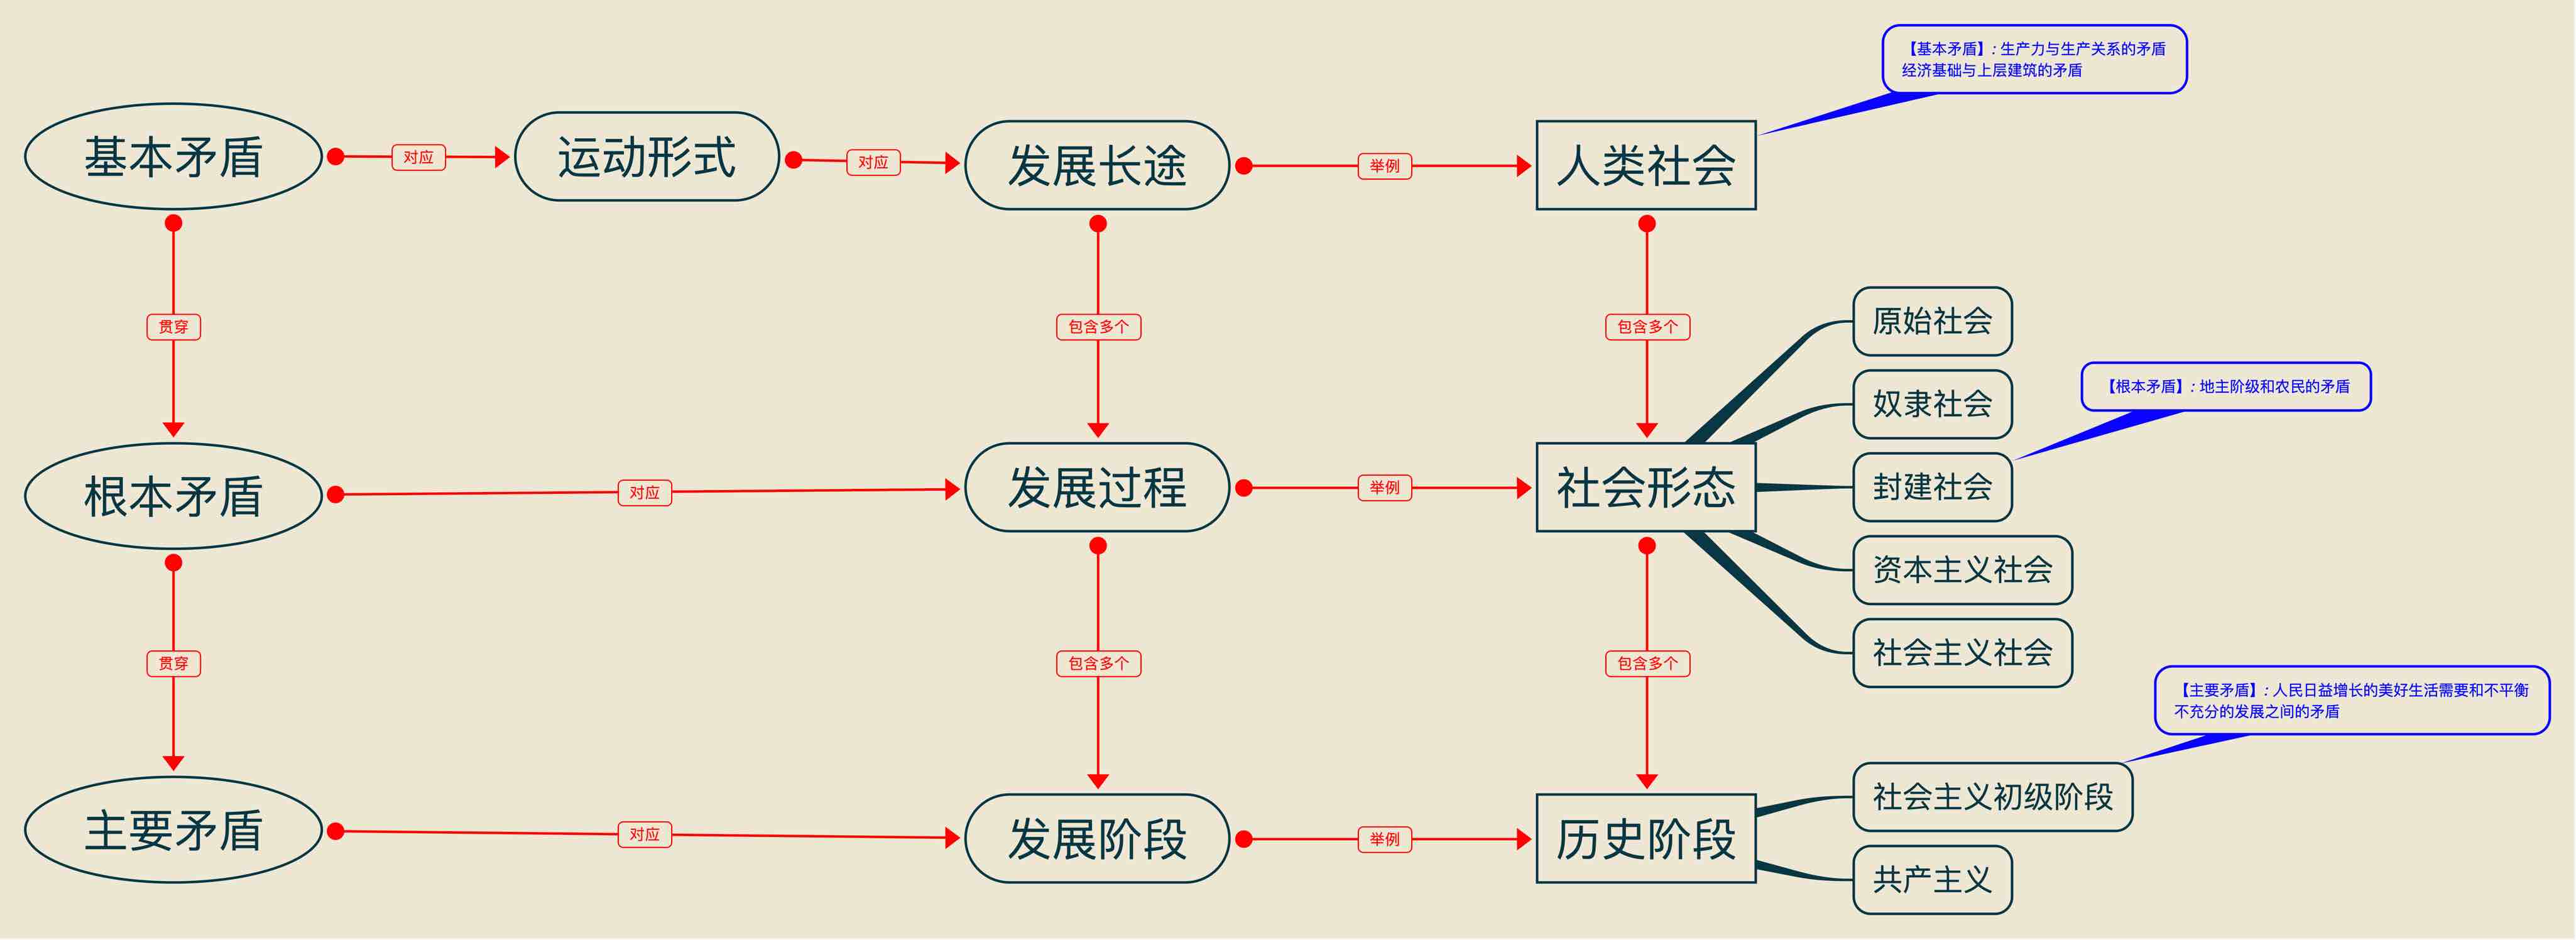 【基本矛盾】: 生产力与生产关系的矛盾
经济基础与上层建筑的矛盾
基本矛盾
对应
运动形式
对应
发展长途
举例
人类社会
贯穿
包含多个
包含多个
原始社会
奴隶社会
【根本矛盾】: 地主阶级和农民的矛盾
根本矛盾
对应
发展过程
举例
社会形态
封建社会
资本主义社会
社会主义社会
贯穿
包含多个
包含多个
【主要矛盾】: 人民日益增长的美好生活需要和不平衡
不充分的发展之间的矛盾
主要矛盾
对应
发展阶段
举例
历史阶段
社会主义初级阶段
共产主义